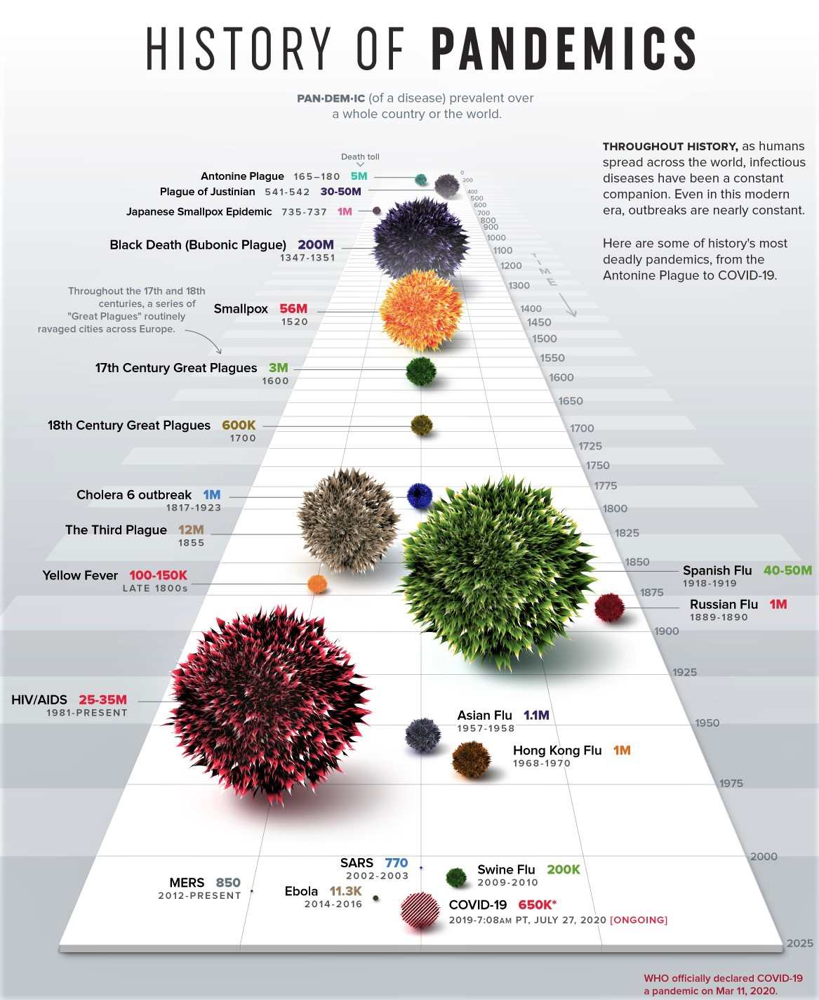 HISTORY OF PANDEMICS
PAN·DEM·IC (of a disease) prevalent over
a whole country or the world.
THROUGHOUT HISTORY, as humans
spread across the world, infectious
diseases have been a constant
companion. Even in this modern
era, outbreaks are nearly constant.
Here are some of history's most
deadly pandemics, from the
Antonine Plague to COVID-19.
Death toll
Antonine Plague 165–180 5M
Plague of Justinian 541-542 30-50M
Japanese Smallpox Epidemic 735-737 1M
Black Death (Bubonic Plague) 200M
1347-1351
Throughout the 17th and 18th
centuries, a series of
"Great Plagues" routinely
ravaged cities across Europe.
Smallpox 56M
1520
17th Century Great Plagues 3M
1600
18th Century Great Plagues 600K
1700
Cholera 6 outbreak 1M
1817-1923
The Third Plague 12M
1855
Yellow Fever 100-150K
LATE 1800s
Spanish Flu 40-50M
1918-1919
Russian Flu 1M
1889-1890
HIV/AIDS 25-35M
1981-PRESENT
Asian Flu 1.1M
1957-1958
Hong Kong Flu 1M
1968-1970
SARS 770
2002-2003
Swine Flu 200K
2009-2010
MERS 850
2012-PRESENT
Ebola 11.3K
2014-2016
COVID-19 650K*
2019-7:08AM PT, JULY 27, 2020 [ONGOING]
TIME
0
200
400
500
600
700
800
900
1000
1100
1200
1300
1400
1450
1500
1550
1600
1650
1700
1725
1750
1775
1800
1825
1850
1875
1900
1925
1950
1975
2000
2025
WHO officially declared COVID-19
a pandemic on Mar 11, 2020.